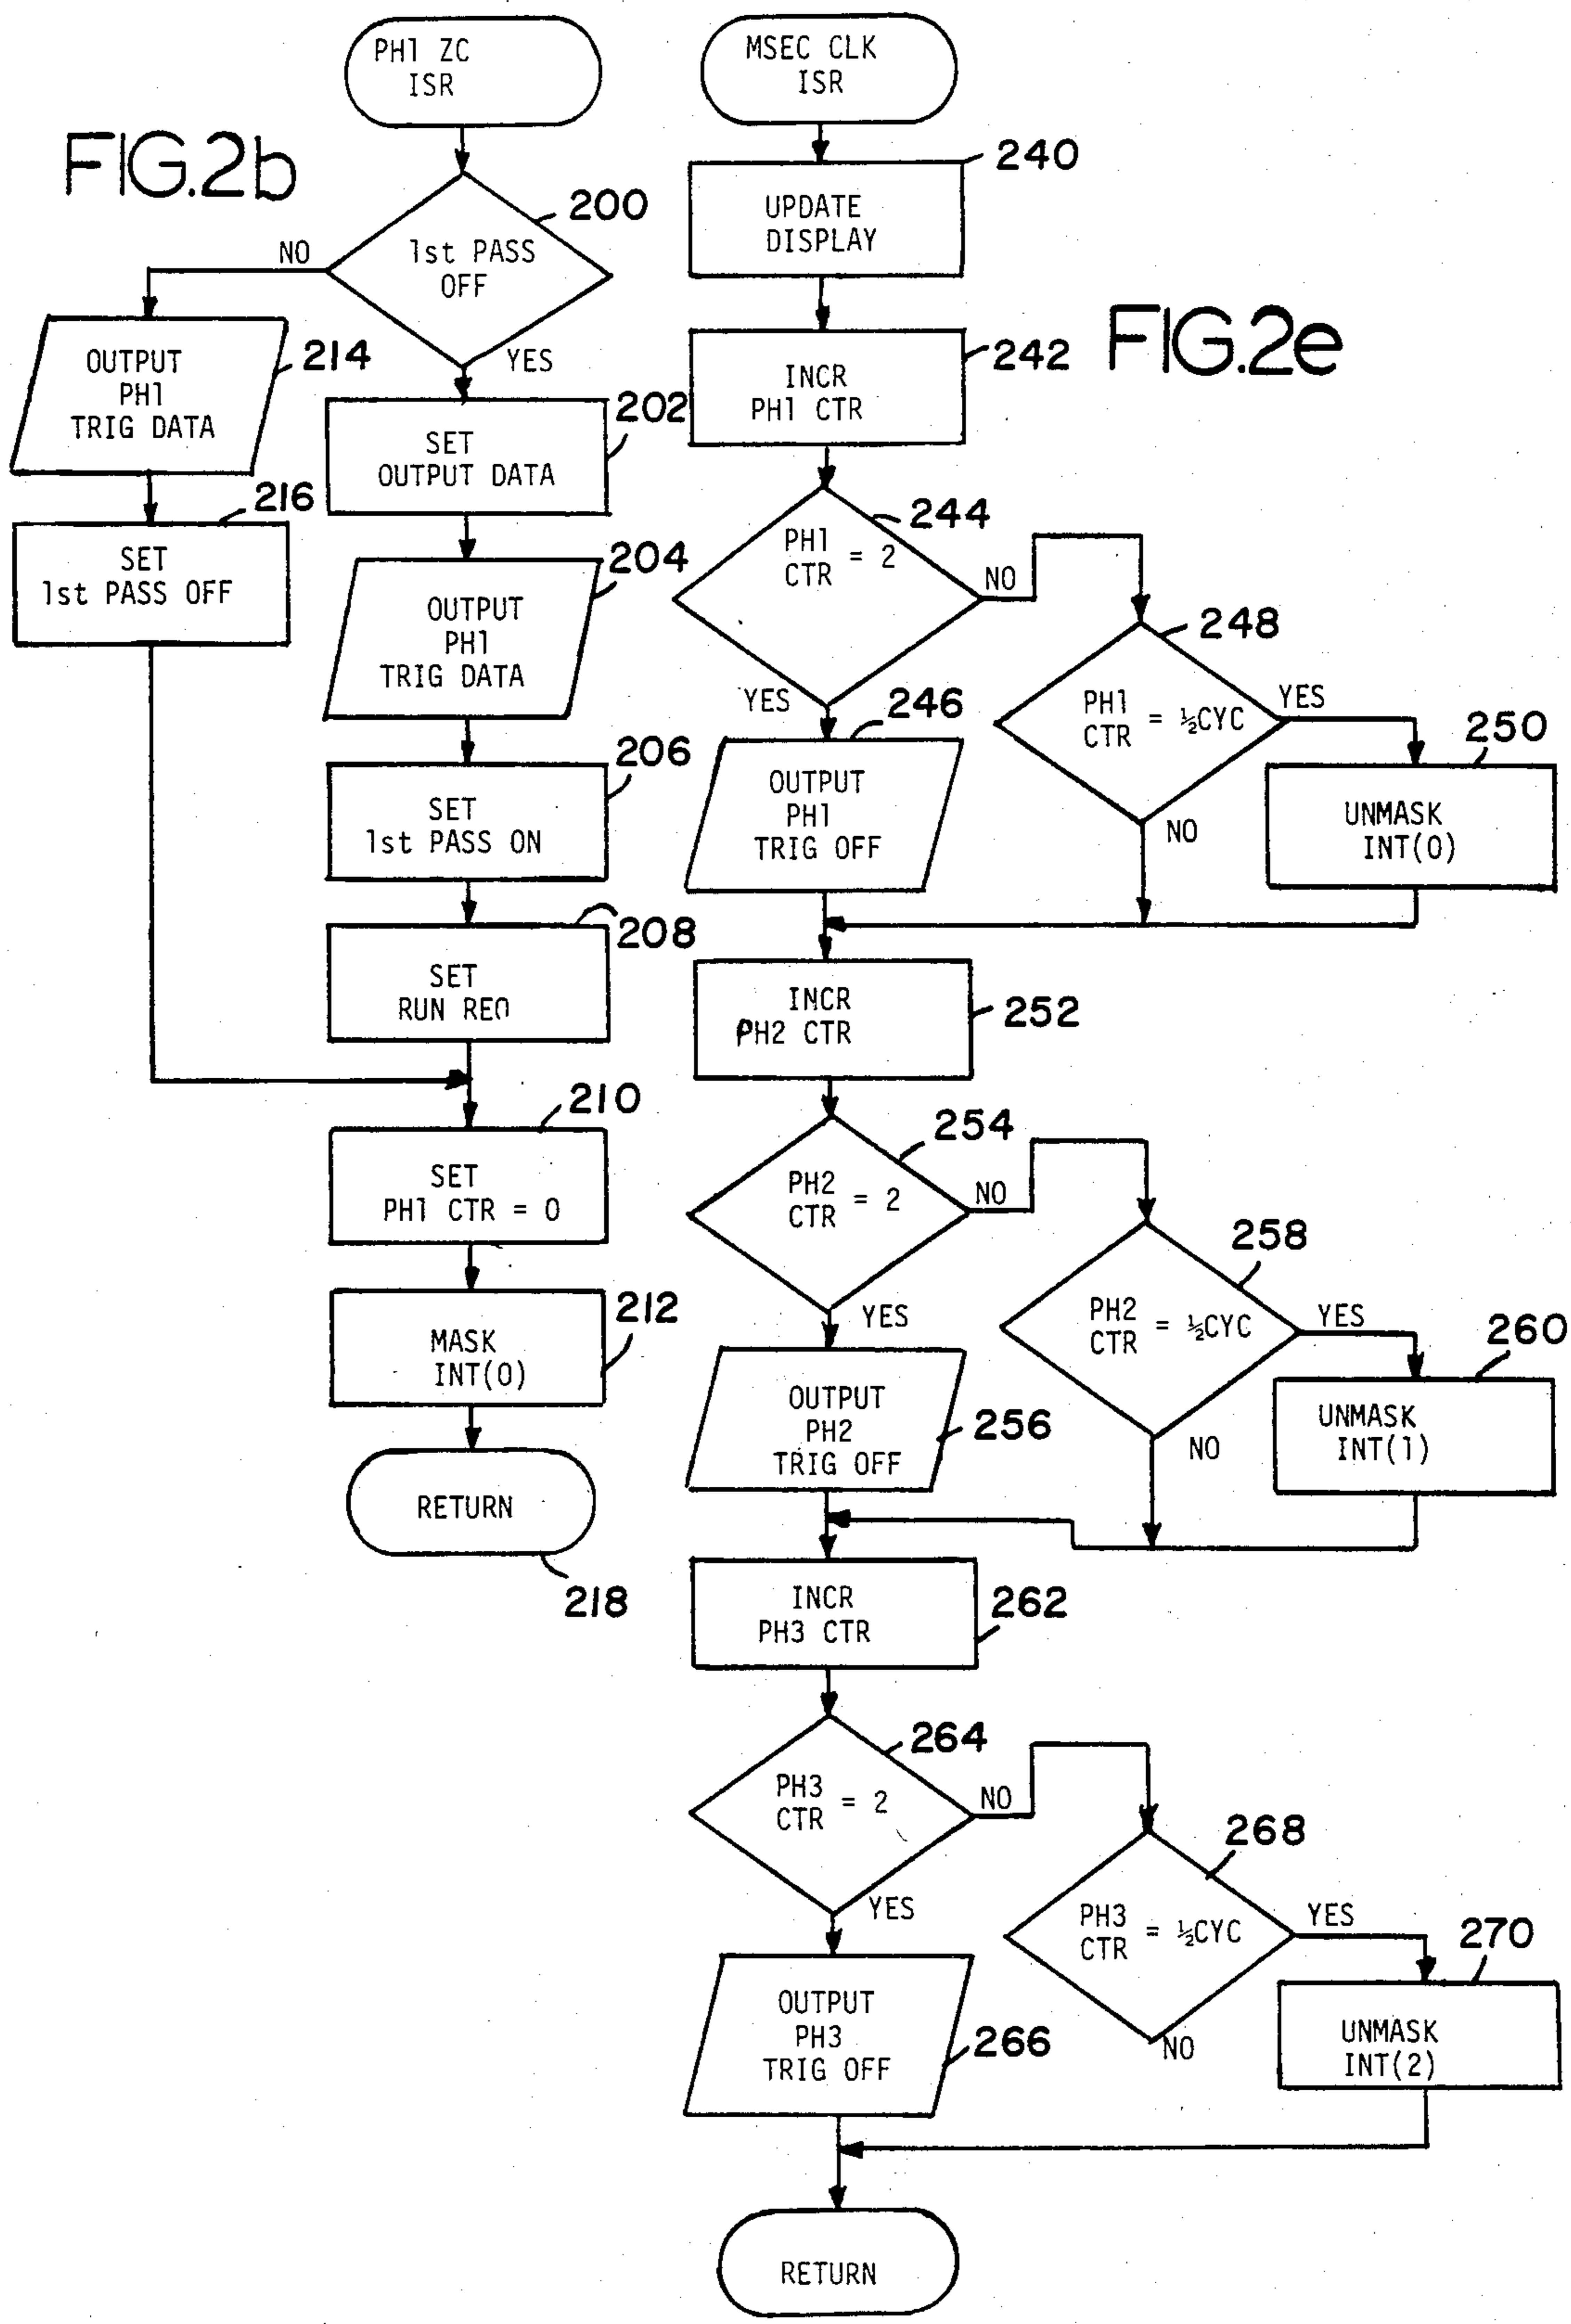 FIG.2b
PH1 ZC
ISR
200
1st PASS
OFF
NO
YES
214
OUTPUT
PH1
TRIG DATA
216
SET
1st PASS OFF
202
SET
OUTPUT DATA
204
OUTPUT
PH1
TRIG DATA
206
SET
1st PASS ON
208
SET
RUN REQ
210
SET
PH1 CTR = 0
212
MASK
INT(0)
RETURN
218
FIG.2e
MSEC CLK
ISR
240
UPDATE
DISPLAY
242
INCR
PH1 CTR
244
PH1
CTR = 2
NO
YES
246
OUTPUT
PH1
TRIG OFF
248
PH1
CTR = ½CYC
YES
NO
250
UNMASK
INT(0)
252
INCR
PH2 CTR
254
PH2
CTR = 2
NO
YES
256
OUTPUT
PH2
TRIG OFF
258
PH2
CTR = ½CYC
YES
NO
260
UNMASK
INT(1)
262
INCR
PH3 CTR
264
PH3
CTR = 2
NO
YES
266
OUTPUT
PH3
TRIG OFF
268
PH3
CTR = ½CYC
YES
NO
270
UNMASK
INT(2)
RETURN